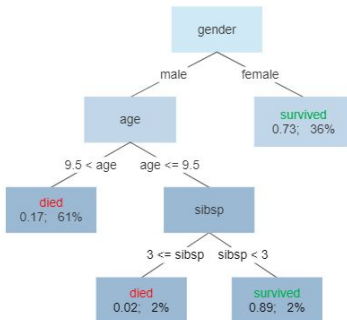 gender
male female
age
survived
0.73; 36%
9.5 < age age <= 9.5
died
0.17; 61%
sibsp
3 <= sibsp sibsp < 3
died
0.02; 2%
survived
0.89; 2%